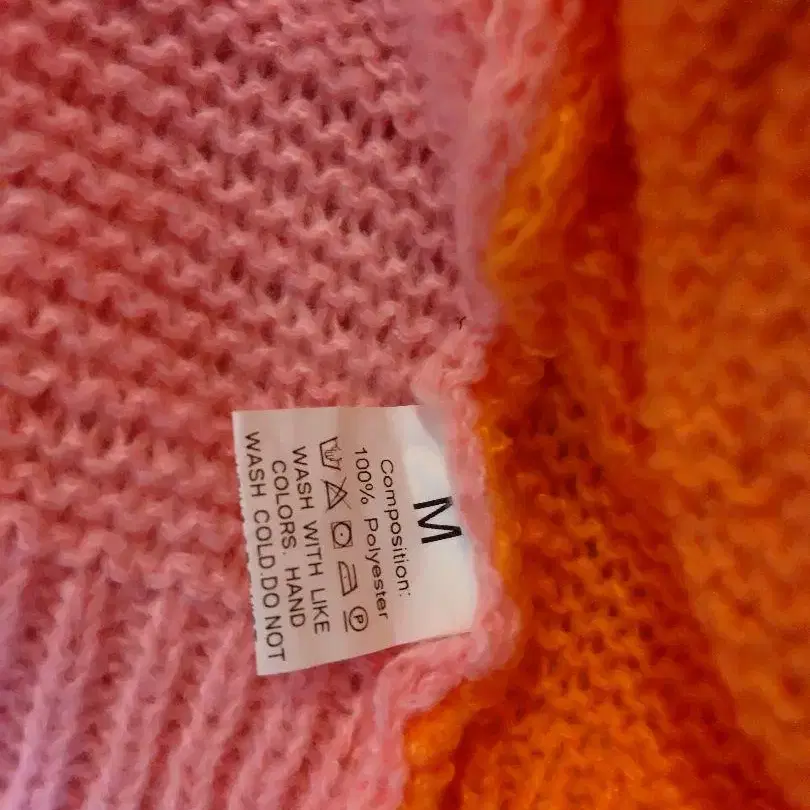 M
Composition:
100% Polyester
P
WASH WITH LIKE
COLORS. HAND
WASH COLD.DO NOT